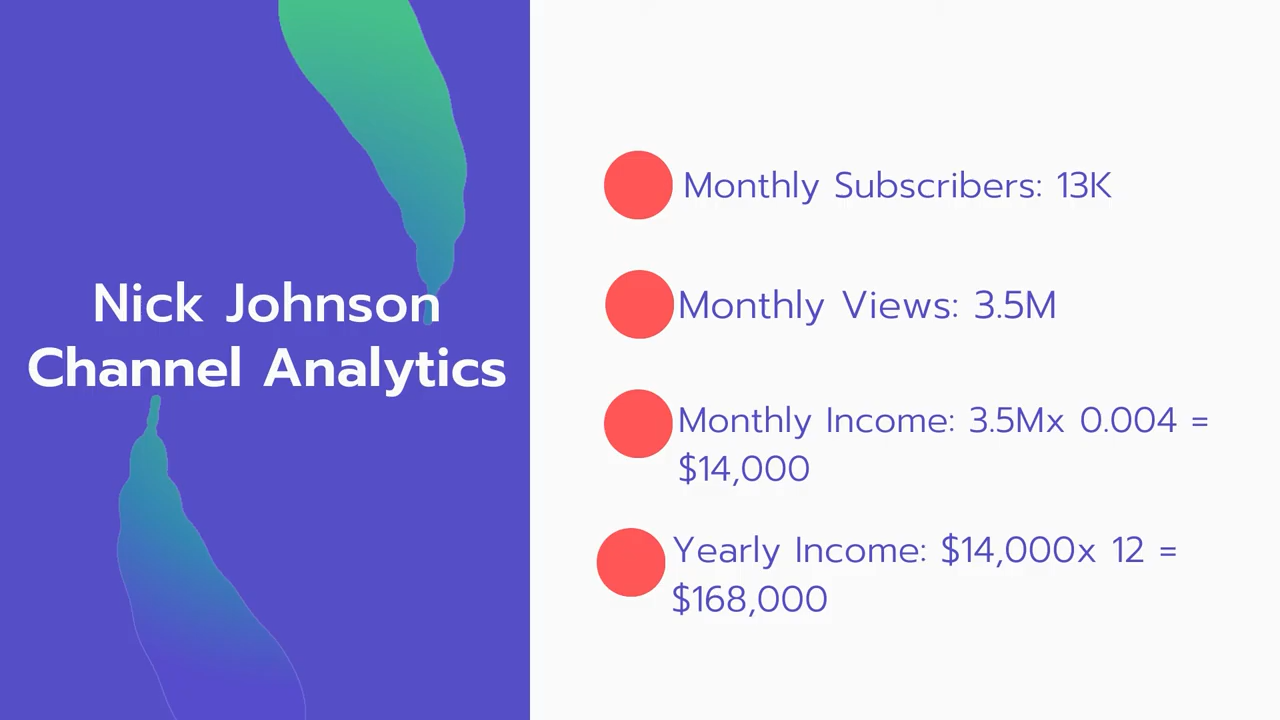 Nick Johnson
Channel Analytics
Monthly Subscribers: 13K
Monthly Views: 3.5M
Monthly Income: 3.5Mx 0.004 =
$14,000
Yearly Income: $14,000x 12 =
$168,000